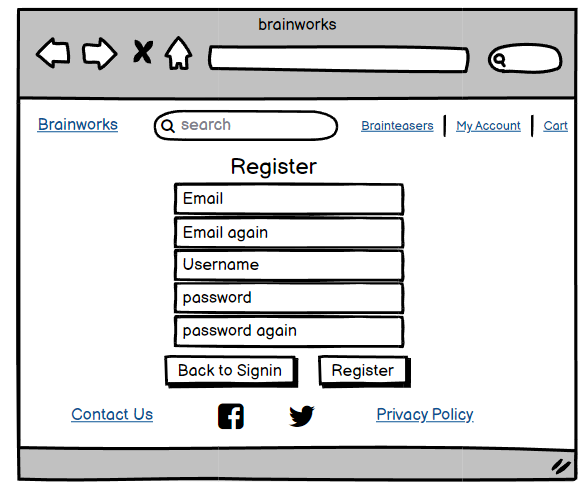 brainworks
Brainworks search Brainteasers My Account Cart
Register
Email
Email again
Username
password
password again
Back to Signin Register
Contact Us Privacy Policy